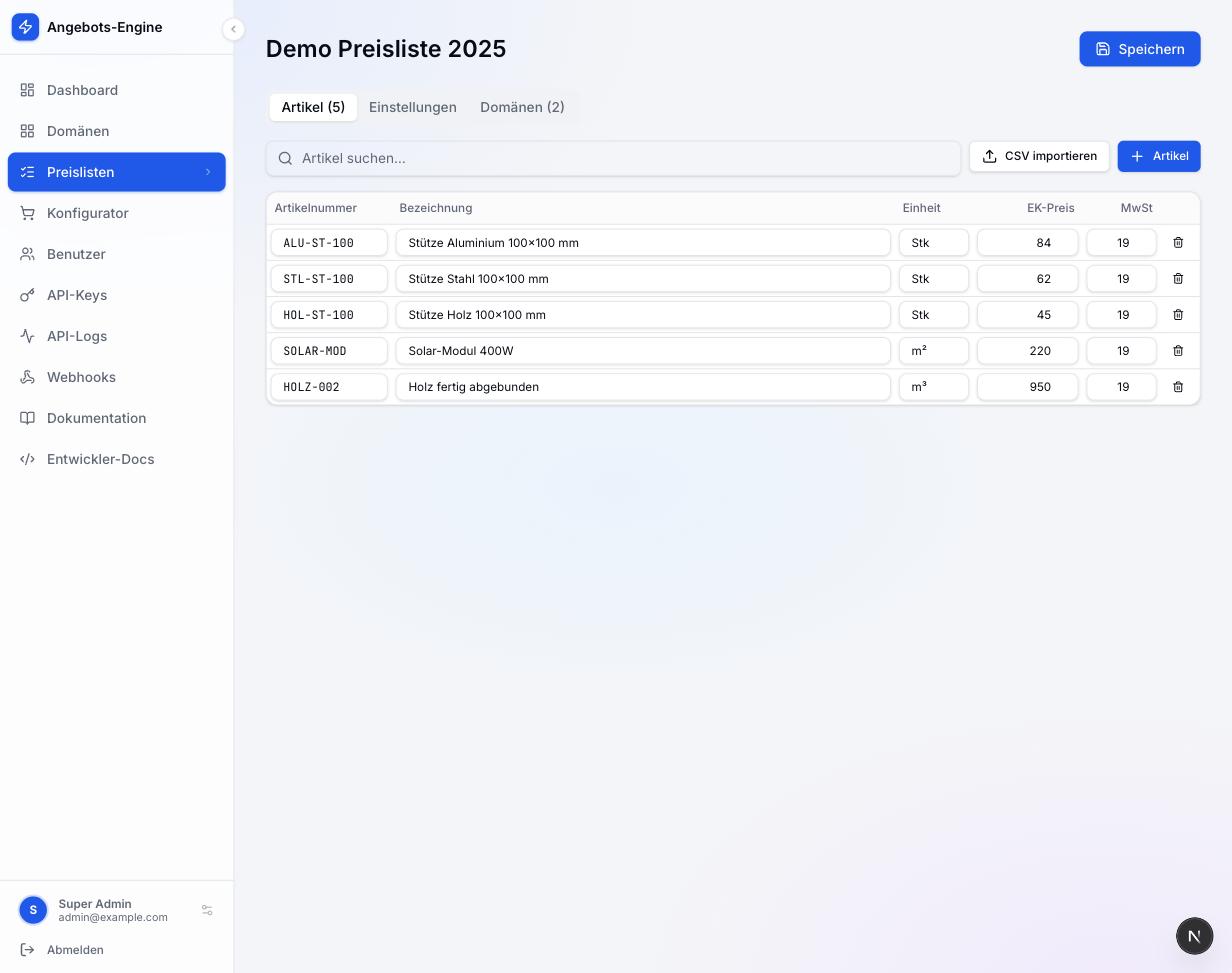 Angebots-Engine
Dashboard
Domänen
Preislisten
Konfigurator
Benutzer
API-Keys
API-Logs
Webhooks
Dokumentation
Entwickler-Docs
S
Super Admin
admin@example.com
Abmelden
Demo Preisliste 2025
Speichern
Artikel (5) Einstellungen Domänen (2)
Artikel suchen...
CSV importieren
Artikel
Artikelnummer Bezeichnung Einheit EK-Preis MwSt
ALU-ST-100 Stütze Aluminium 100×100 mm Stk 84 19
STL-ST-100 Stütze Stahl 100×100 mm Stk 62 19
HOL-ST-100 Stütze Holz 100×100 mm Stk 45 19
SOLAR-MOD Solar-Modul 400W m² 220 19
HOLZ-002 Holz fertig abgebunden m³ 950 19
N